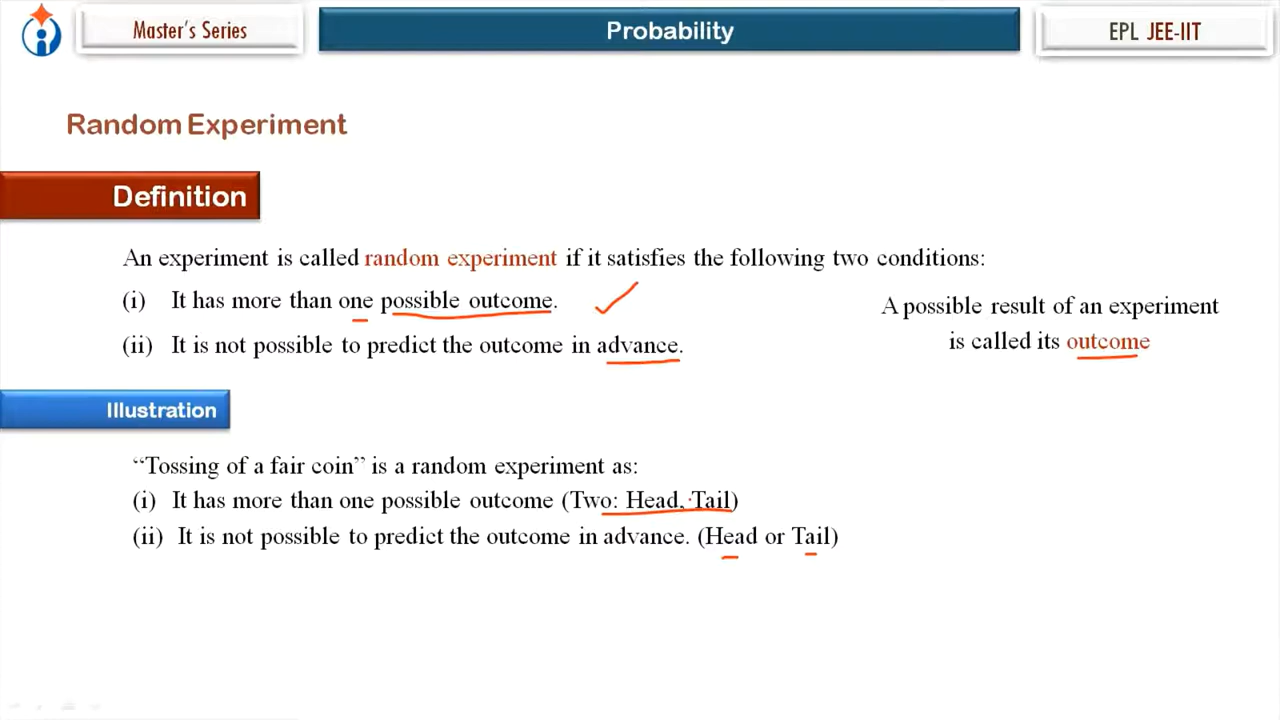 Master's Series
Probability
EPL JEE-IIT
Random Experiment
Definition
An experiment is called random experiment if it satisfies the following two conditions:
(i) It has more than one possible outcome.
(ii) It is not possible to predict the outcome in advance.
A possible result of an experiment
is called its outcome
Illustration
“Tossing of a fair coin” is a random experiment as:
(i) It has more than one possible outcome (Two: Head, Tail)
(ii) It is not possible to predict the outcome in advance. (Head or Tail)